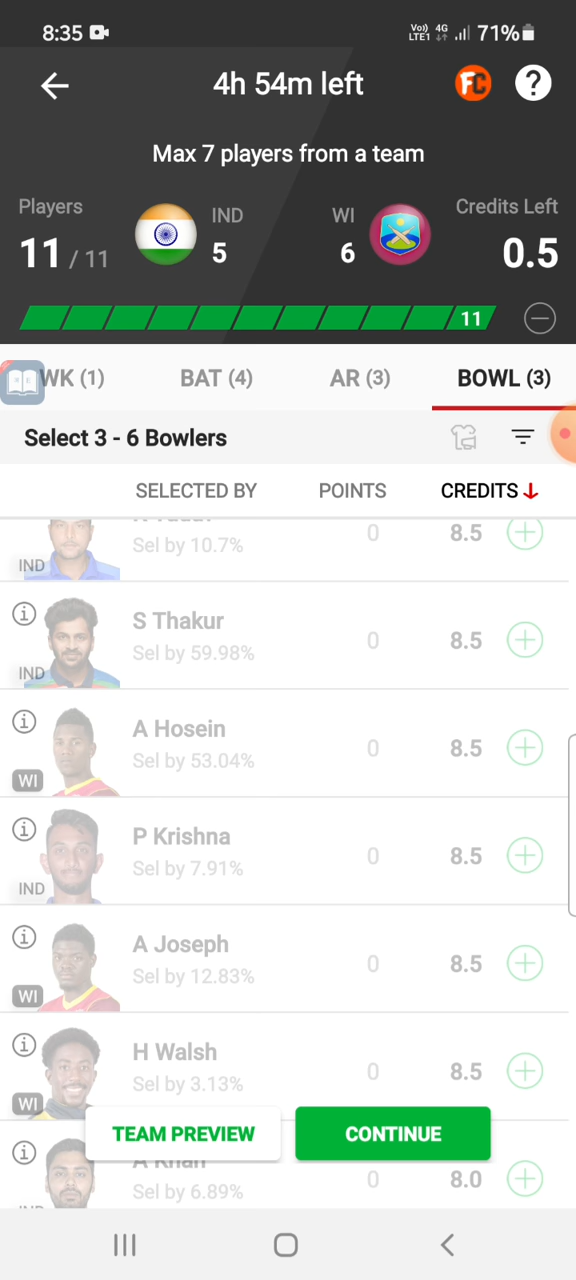 8:35
Vo) 4G
LTE1
71%
4h 54m left
FC
?
Max 7 players from a team
Players
IND
WI
Credits Left
11 / 11
5
6
0.5
11
WK (1)
BAT (4)
AR (3)
BOWL (3)
Select 3 - 6 Bowlers
SELECTED BY
POINTS
CREDITS
Sel by 10.7%
0
8.5
IND
S Thakur
Sel by 59.98%
0
8.5
IND
A Hosein
Sel by 53.04%
0
8.5
WI
P Krishna
Sel by 7.91%
0
8.5
IND
A Joseph
Sel by 12.83%
0
8.5
WI
H Walsh
Sel by 3.13%
0
8.5
WI
TEAM PREVIEW
CONTINUE
A Khan
Sel by 6.89%
0
8.0